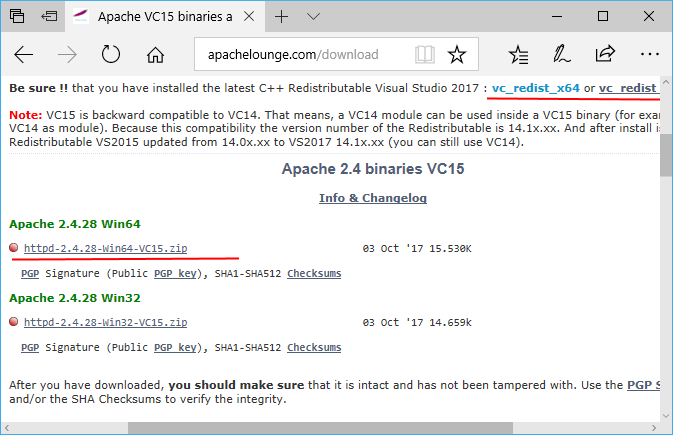 Apache VC15 binaries a
apachelounge.com/download
Be sure !! that you have installed the latest C++ Redistributable Visual Studio 2017 : vc_redist_x64 or vc_redist_
Note: VC15 is backward compatible to VC14. That means, a VC14 module can be used inside a VC15 binary (for exa
VC14 as module). Because this compatibility the version number of the Redistributable is 14.1x.xx. And after install i
Redistributable VS2015 updated from 14.0x.xx to VS2017 14.1x.xx (you can still use VC14).
Apache 2.4 binaries VC15
Info & Changelog
Apache 2.4.28 Win64
httpd-2.4.28-Win64-VC15.zip 03 Oct '17 15.530K
PGP Signature (Public PGP key), SHA1-SHA512 Checksums
Apache 2.4.28 Win32
httpd-2.4.28-Win32-VC15.zip 03 Oct '17 14.659k
PGP Signature (Public PGP key), SHA1-SHA512 Checksums
After you have downloaded, you should make sure that it is intact and has not been tampered with. Use the PGP S
and/or the SHA Checksums to verify the integrity.